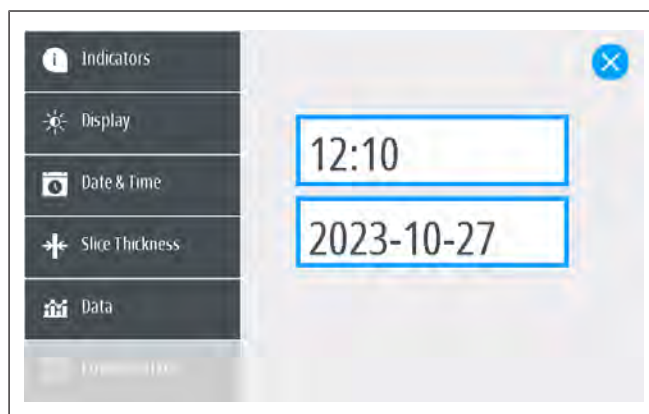 Indicators
Display
Date & Time
Slice Thickness
Data
12:10
2023-10-27